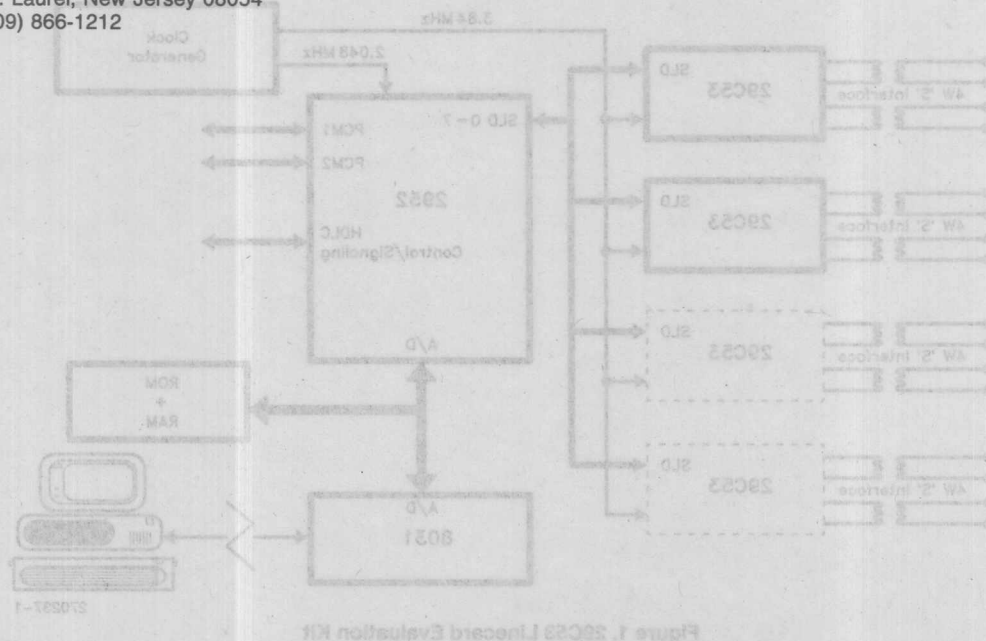 Laurel, New Jersey 08054
09) 866-1212
Clock
Generator
3.84 MHz
2.048 MHz
SLD 0-7
PCM1
PCM2
2952
HDLC
Control/Signaling
A/D
SLD
29C53
4W 'S' Interface
SLD
29C53
4W 'S' Interface
SLD
29C53
4W 'S' Interface
SLD
29C53
4W 'S' Interface
ROM
+
RAM
A/D
8031
270237-1
Figure 1. 29C53 Linecard Evaluation Kit